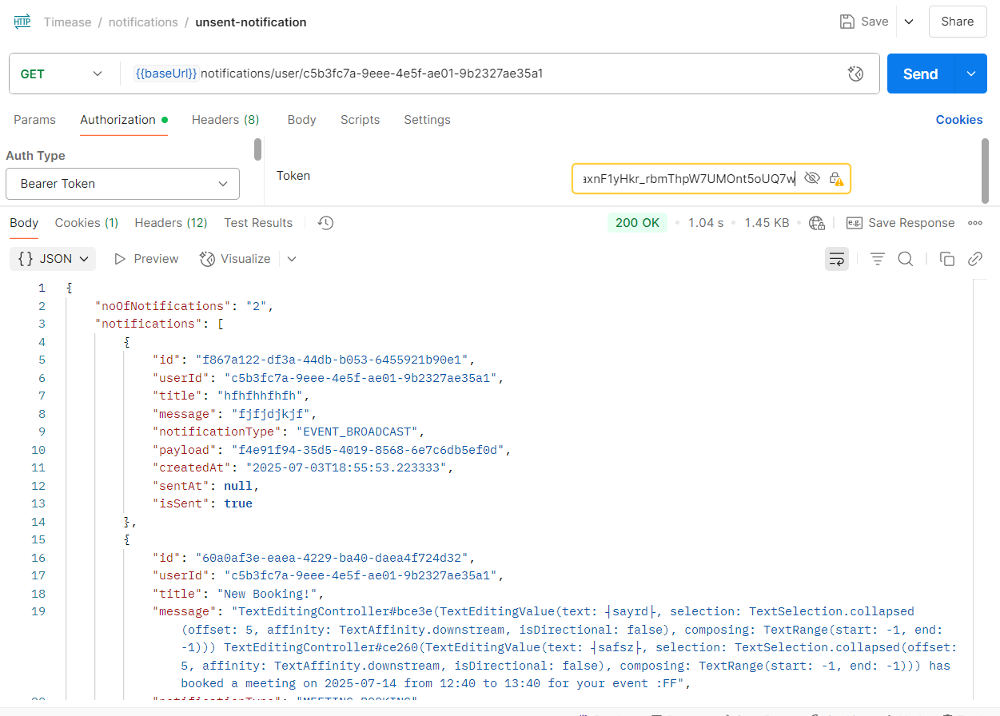 HTTP Timease / notifications / unsent-notification Save Share
GET {{baseUrl}} notifications/user/c5b3fc7a-9eee-4e5f-ae01-9b2327ae35a1 Send
Params Authorization Headers (8) Body Scripts Settings Cookies
Auth Type
Bearer Token
Token
axnF1yHkr_rbmThpW7UMOnt5oUQ7w
Body Cookies (1) Headers (12) Test Results 200 OK • 1.04 s • 1.45 KB • e.g. Save Response
{} JSON Preview Visualize
1 {
2 "noOfNotifications": "2",
3 "notifications": [
4 {
5 "id": "f867a122-df3a-44db-b053-6455921b90e1",
6 "userId": "c5b3fc7a-9eee-4e5f-ae01-9b2327ae35a1",
7 "title": "hfhfhhfhfh",
8 "message": "fjfjdjkjf",
9 "notificationType": "EVENT_BROADCAST",
10 "payload": "f4e91f94-35d5-4019-8568-6e7c6db5ef0d",
11 "createdAt": "2025-07-03T18:55:53.223333",
12 "sentAt": null,
13 "isSent": true
14 },
15 {
16 "id": "60a0af3e-eaea-4229-ba40-daea4f724d32",
17 "userId": "c5b3fc7a-9eee-4e5f-ae01-9b2327ae35a1",
18 "title": "New Booking!",
19 "message": "TextEditingController#bce3e(TextEditingValue(text: ┤sayrd├, selection: TextSelection.collapsed
(offset: 5, affinity: TextAffinity.downstream, isDirectional: false), composing: TextRange(start: -1, end:
-1))) TextEditingController#ce260(TextEditingValue(text: ┤safsz├, selection: TextSelection.collapsed(offset:
5, affinity: TextAffinity.downstream, isDirectional: false), composing: TextRange(start: -1, end: -1))) has
booked a meeting on 2025-07-14 from 12:40 to 13:40 for your event :FF",
20 "notificationType": "MEETING_BOOKING"